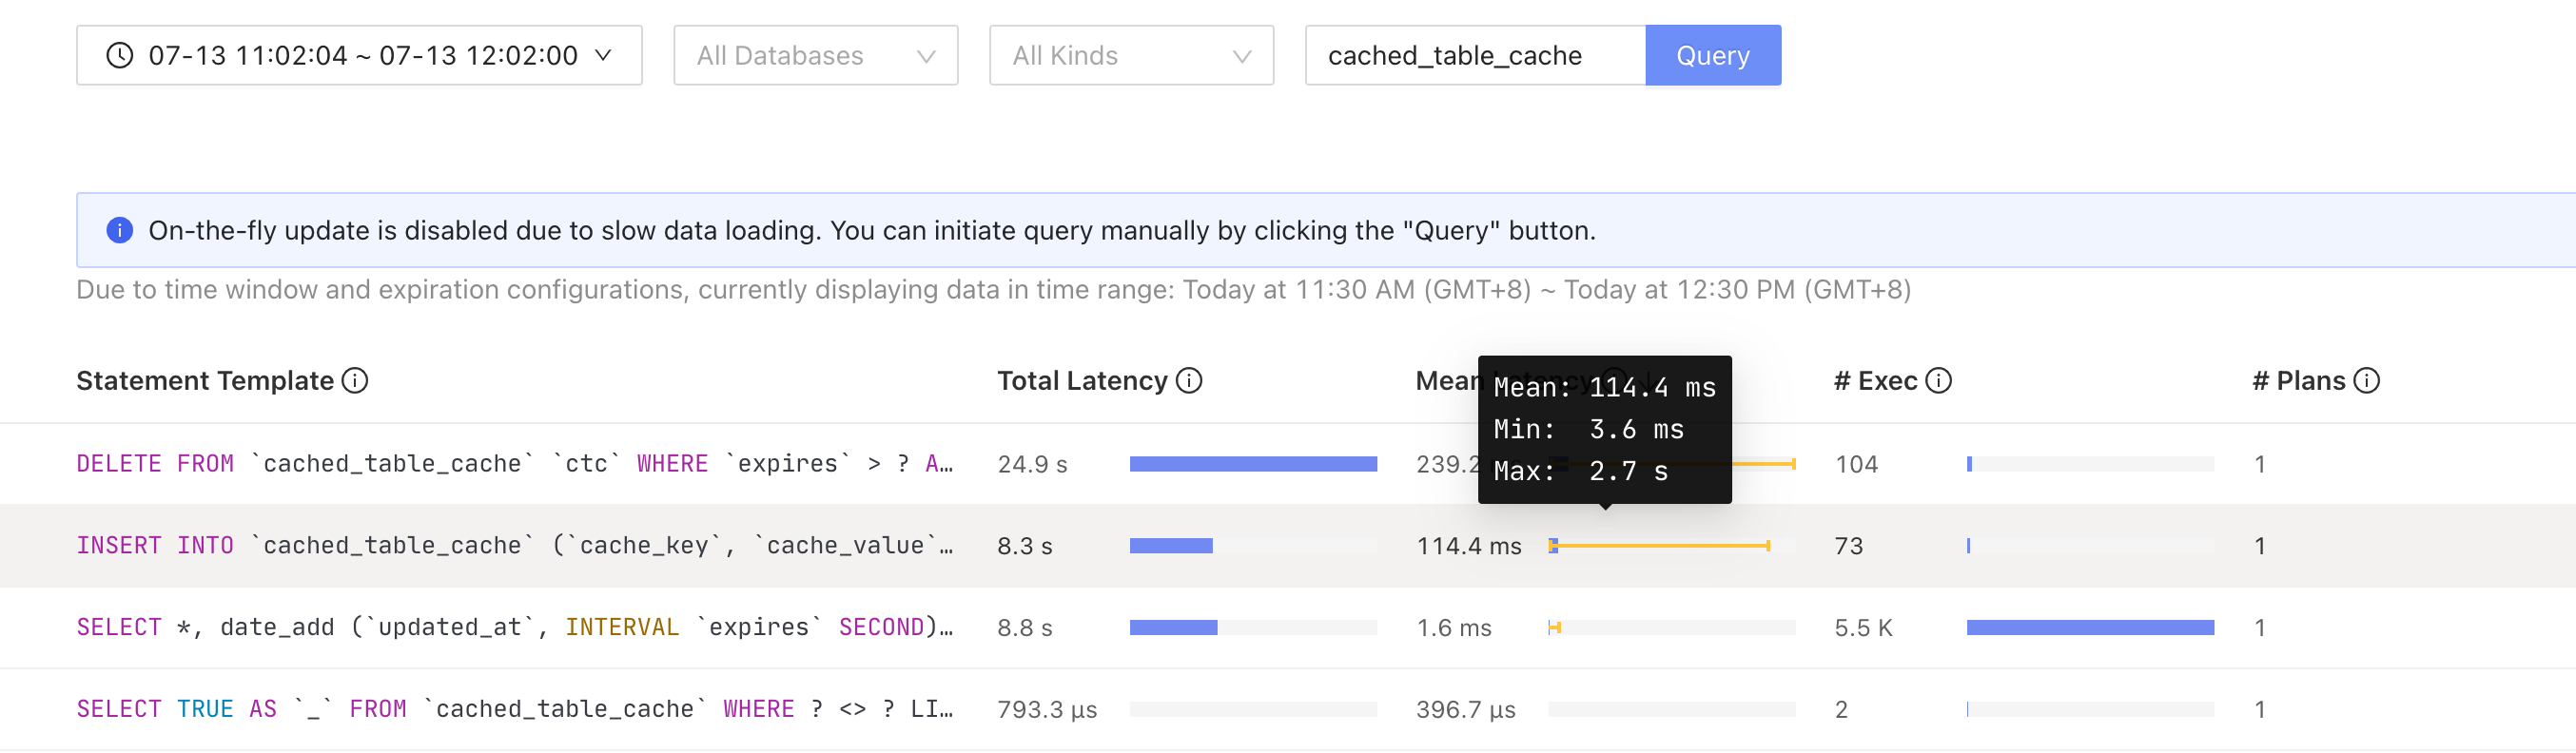 07-13 11:02:04 ~ 07-13 12:02:00 All Databases All Kinds cached_table_cache Query
On-the-fly update is disabled due to slow data loading. You can initiate query manually by clicking the "Query" button.
Due to time window and expiration configurations, currently displaying data in time range: Today at 11:30 AM (GMT+8) ~ Today at 12:30 PM (GMT+8)
Statement Template Total Latency Mean Latency # Exec # Plans
Mean: 114.4 ms
Min: 3.6 ms
Max: 2.7 s
DELETE FROM `cached_table_cache` `ctc` WHERE `expires` > ? A… 24.9 s 239.2 104 1
INSERT INTO `cached_table_cache` (`cache_key`, `cache_value`… 8.3 s 114.4 ms 73 1
SELECT *, date_add (`updated_at`, INTERVAL `expires` SECOND)… 8.8 s 1.6 ms 5.5 K 1
SELECT TRUE AS `_` FROM `cached_table_cache` WHERE ? <> ? LI… 793.3 μs 396.7 μs 2 1